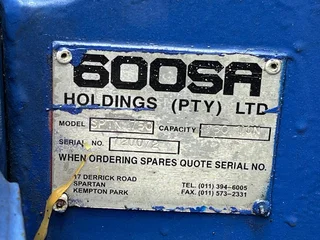 600SA
HOLDINGS (PTY) LTD
MODEL CAPACITY
SERIAL NO.
WHEN ORDERING SPARES QUOTE SERIAL NO.
17 DERRICK ROAD
SPARTAN
KEMPTON PARK
TEL. (011) 394-6005
FAX. (011) 573-2331